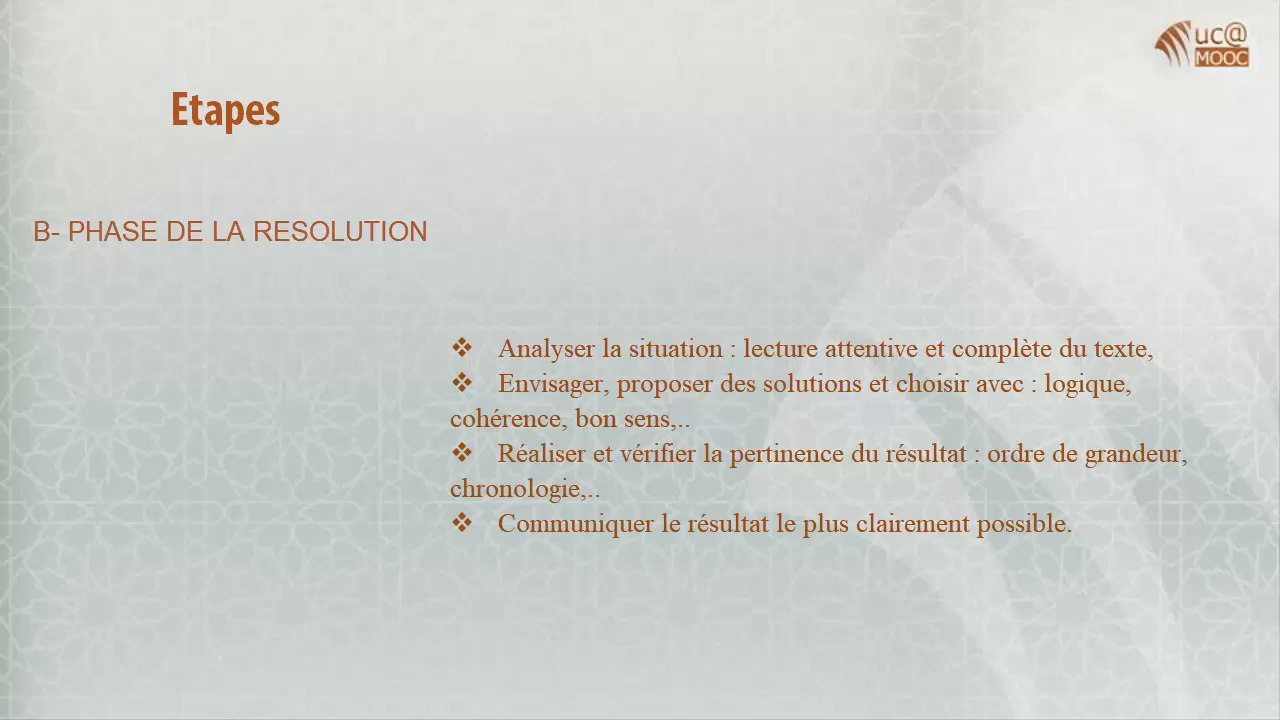 uc@
MOOC
Etapes
B- PHASE DE LA RESOLUTION
❖ Analyser la situation : lecture attentive et complète du texte,
❖ Envisager, proposer des solutions et choisir avec : logique,
cohérence, bon sens,..
❖ Réaliser et vérifier la pertinence du résultat : ordre de grandeur,
chronologie,..
❖ Communiquer le résultat le plus clairement possible.